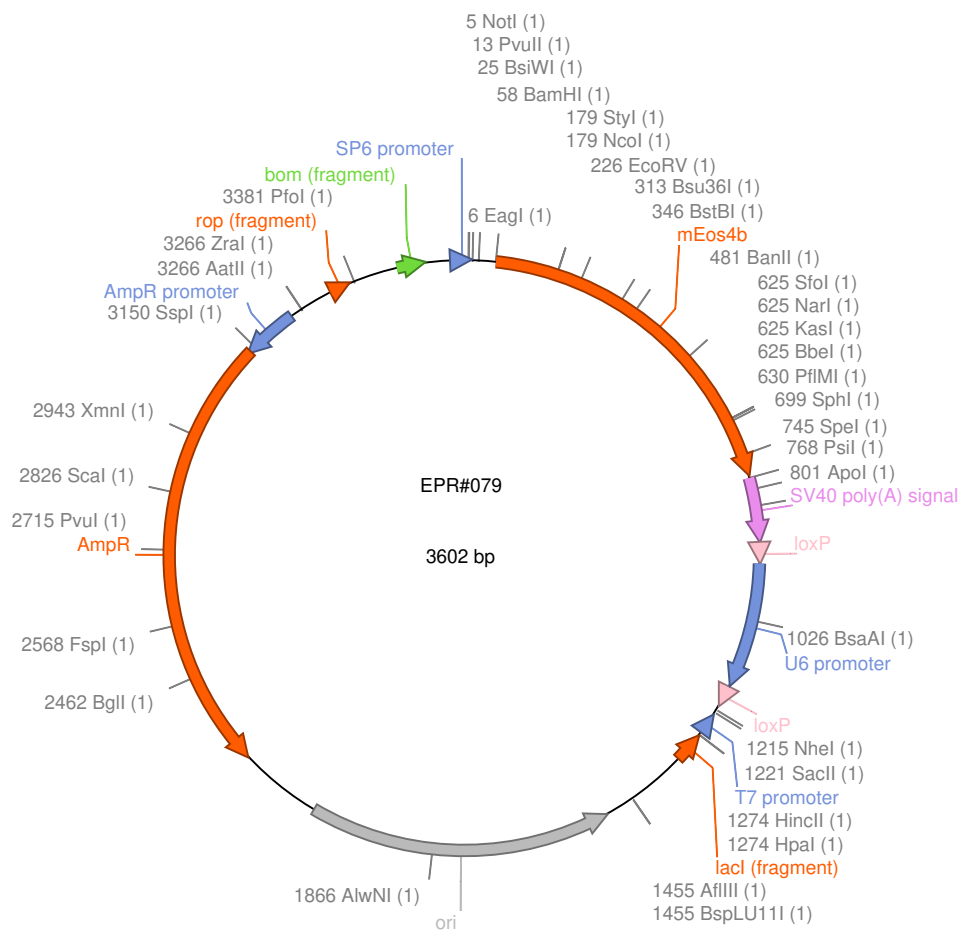 5 NotI (1)
13 PvuII (1)
25 BsiWI (1)
58 BamHI (1)
179 StyI (1)
179 NcoI (1)
226 EcoRV (1)
313 Bsu36I (1)
346 BstBI (1)
mEos4b
481 BanII (1)
625 SfoI (1)
625 NarI (1)
625 KasI (1)
625 BbeI (1)
630 PflMI (1)
699 SphI (1)
745 SpeI (1)
768 PsiI (1)
801 ApoI (1)
SV40 poly(A) signal
loxP
1026 BsaAI (1)
U6 promoter
loxP
1215 NheI (1)
1221 SacII (1)
T7 promoter
1274 HincII (1)
1274 HpaI (1)
lacI (fragment)
1455 AflIII (1)
1455 BspLU11I (1)
ori
1866 AlwNI (1)
2462 BglI (1)
2568 FspI (1)
AmpR
2715 PvuI (1)
2826 ScaI (1)
2943 XmnI (1)
3150 SspI (1)
AmpR promoter
3266 AatII (1)
3266 ZraI (1)
rop (fragment)
3381 PfoI (1)
bom (fragment)
SP6 promoter
6 EagI (1)
EPR#079
3602 bp